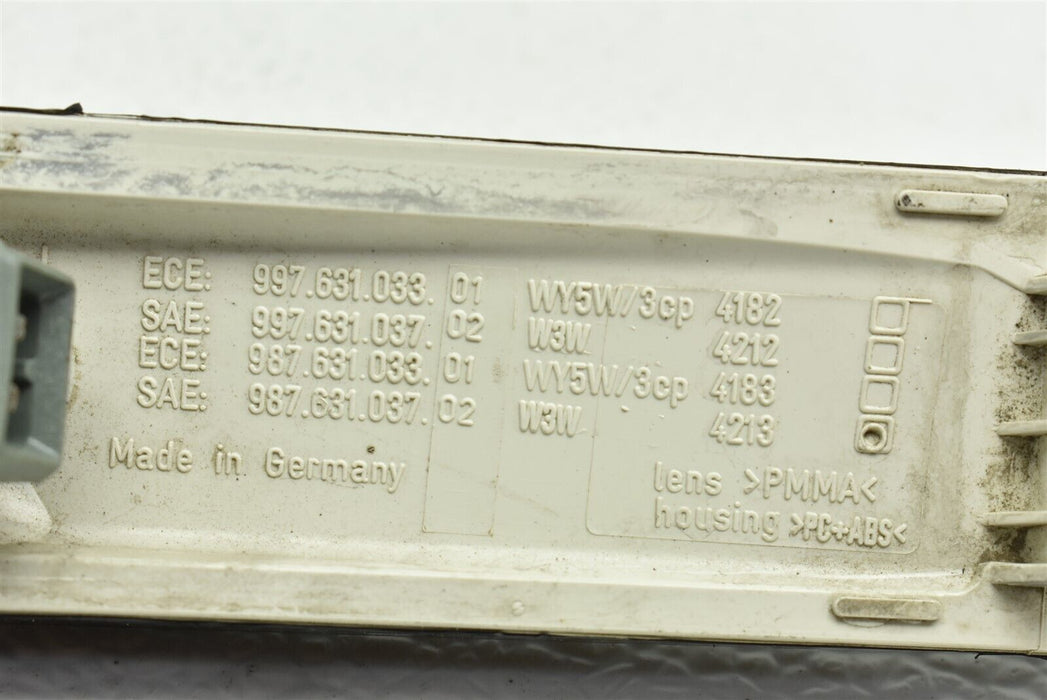 ECE: 997.631.033. 01 WY5W/3cp 4182
SAE: 997.631.037. 02 W3W 4212
ECE: 987.631.033. 01 WY5W/3cp 4183
SAE: 987.631.037. 02 W3W 4213
Made in Germany
lens >PMMA<
housing >PC+ABS<